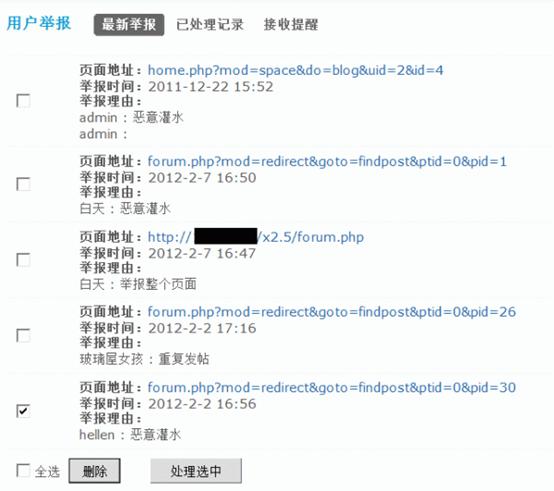 用户举报 最新举报 已处理记录 接收提醒
页面地址：home.php?mod=space&do=blog&uid=2&id=4
举报时间：2011-12-22 15:52
举报理由：
admin：恶意灌水
admin：
页面地址：forum.php?mod=redirect&goto=findpost&ptid=0&pid=1
举报时间：2012-2-7 16:50
举报理由：
白天：恶意灌水
页面地址：http:// /x2.5/forum.php
举报时间：2012-2-7 16:47
举报理由：
白天：举报整个页面
页面地址：forum.php?mod=redirect&goto=findpost&ptid=0&pid=26
举报时间：2012-2-2 17:16
举报理由：
玻璃屋女孩：重复发帖
页面地址：forum.php?mod=redirect&goto=findpost&ptid=0&pid=30
举报时间：2012-2-2 16:56
举报理由：
hellen：恶意灌水
全选 删除 处理选中